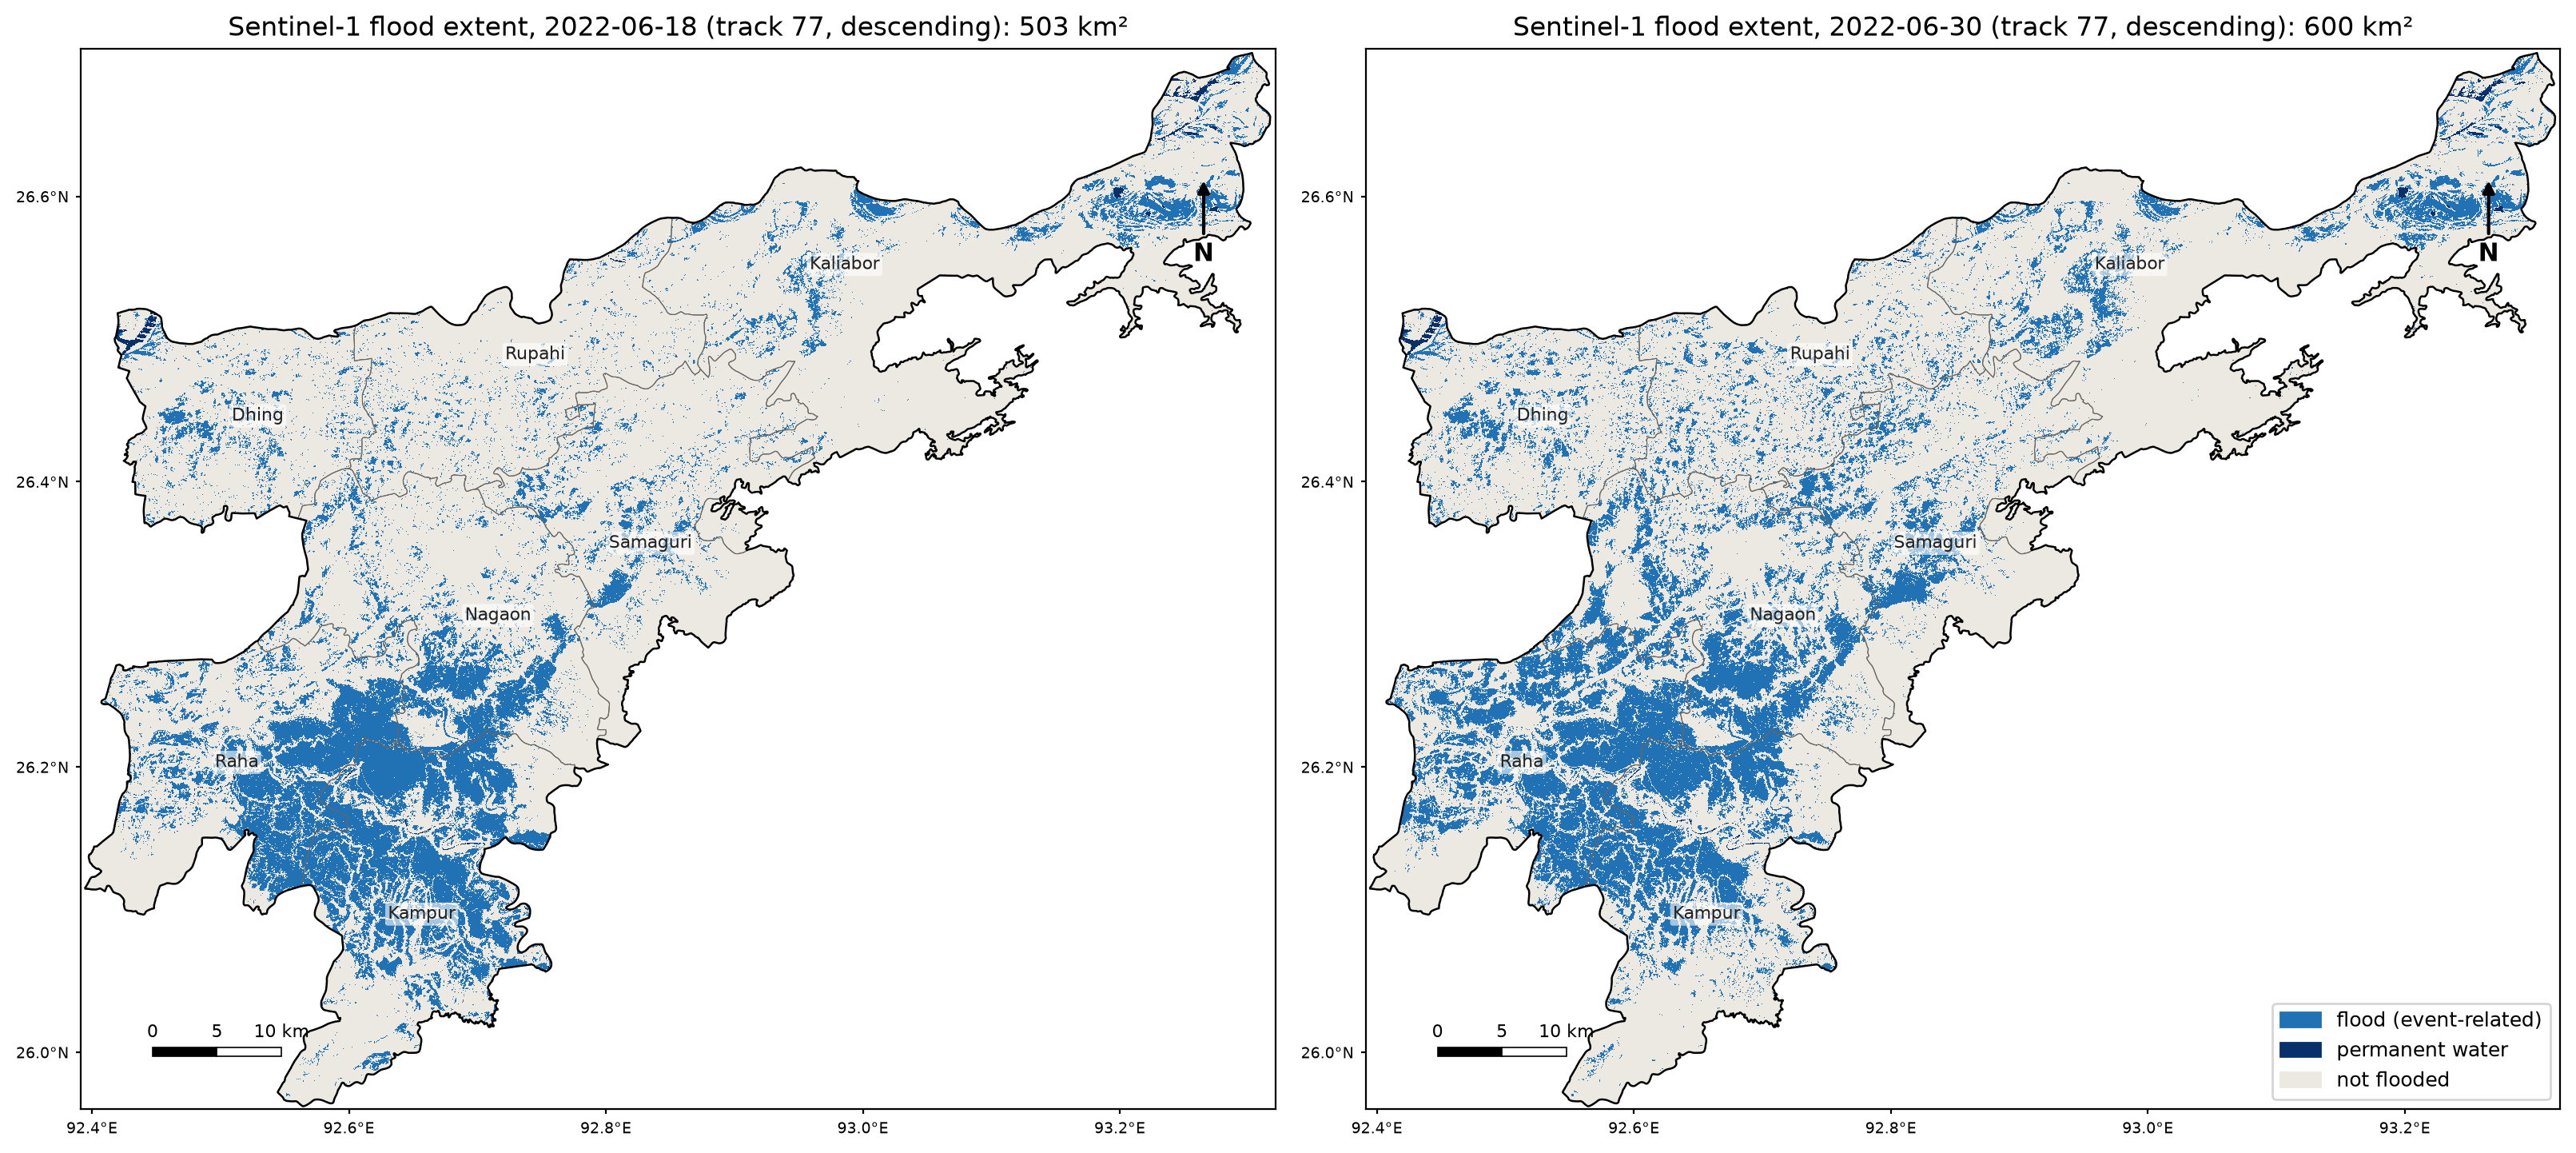 Sentinel-1 flood extent, 2022-06-18 (track 77, descending): 503 km²
26.6°N
26.4°N
26.2°N
26.0°N
92.4°E
92.6°E
92.8°E
93.0°E
93.2°E
N
Kaliabor
Rupahi
Dhing
Samaguri
Nagaon
Raha
Kampur
0 5 10 km
Sentinel-1 flood extent, 2022-06-30 (track 77, descending): 600 km²
26.6°N
26.4°N
26.2°N
26.0°N
92.4°E
92.6°E
92.8°E
93.0°E
93.2°E
N
Kaliabor
Rupahi
Dhing
Samaguri
Nagaon
Raha
Kampur
0 5 10 km
flood (event-related)
permanent water
not flooded